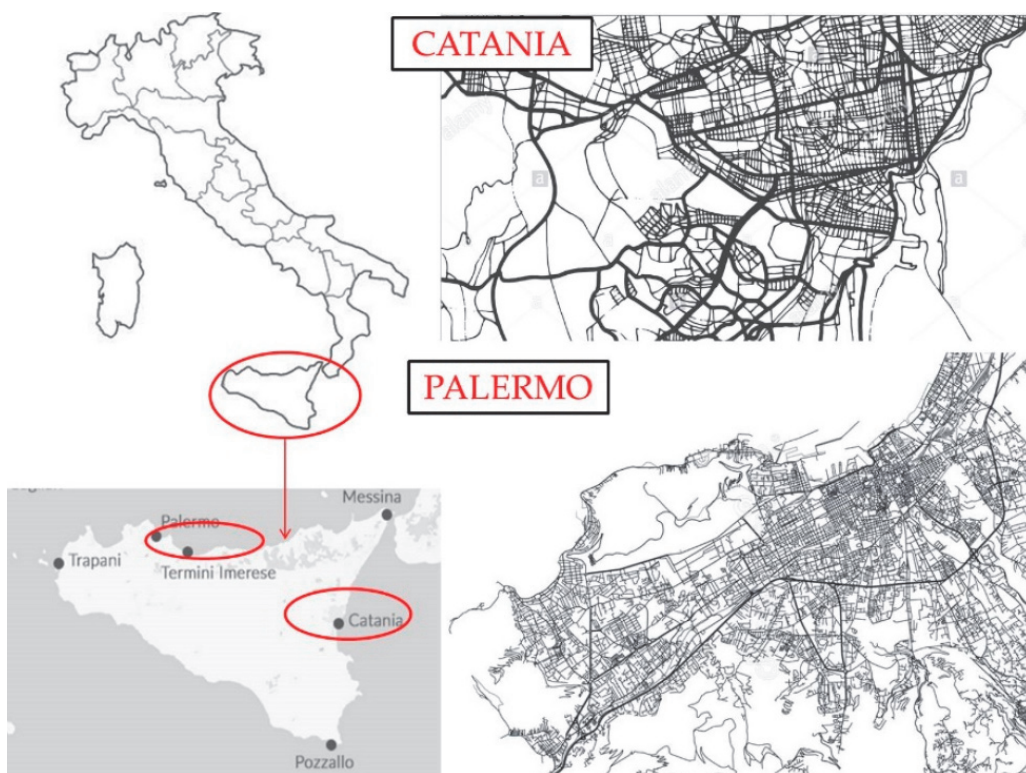 CATANIA
a
a
PALERMO
Messina
Palermo
Trapani
Termini Imerese
Catania
Pozzallo